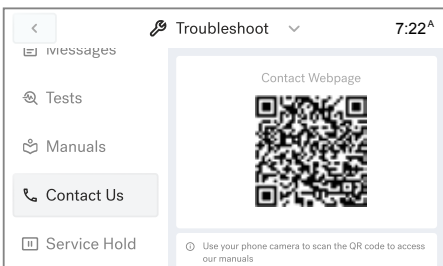 Troubleshoot
7:22ᴬ
Messages
Tests
Manuals
Contact Us
Service Hold
Contact Webpage
Use your phone camera to scan the QR code to access
our manuals